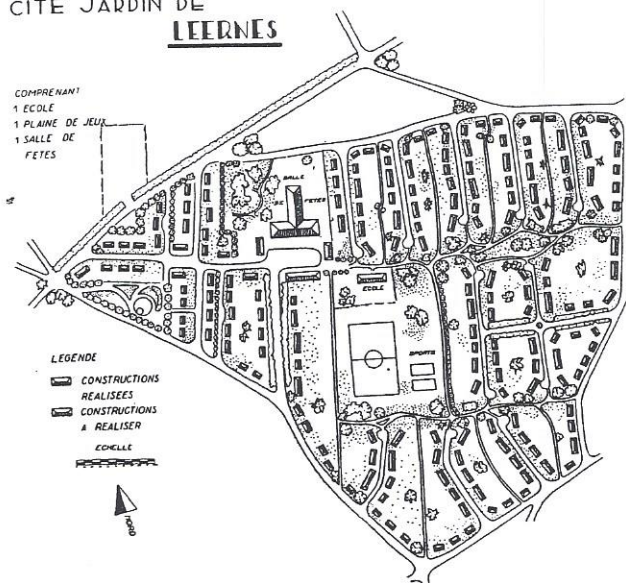 CITE JARDIN DE
LEERNES
COMPRENANT
1 ECOLE
1 PLAINE DE JEUX
1 SALLE DE
FETES
SALLE
DE
FETES
ECOLE
SPORTS
LEGENDE
CONSTRUCTIONS
REALISEES
CONSTRUCTIONS
A REALISER
ECHELLE
NORD